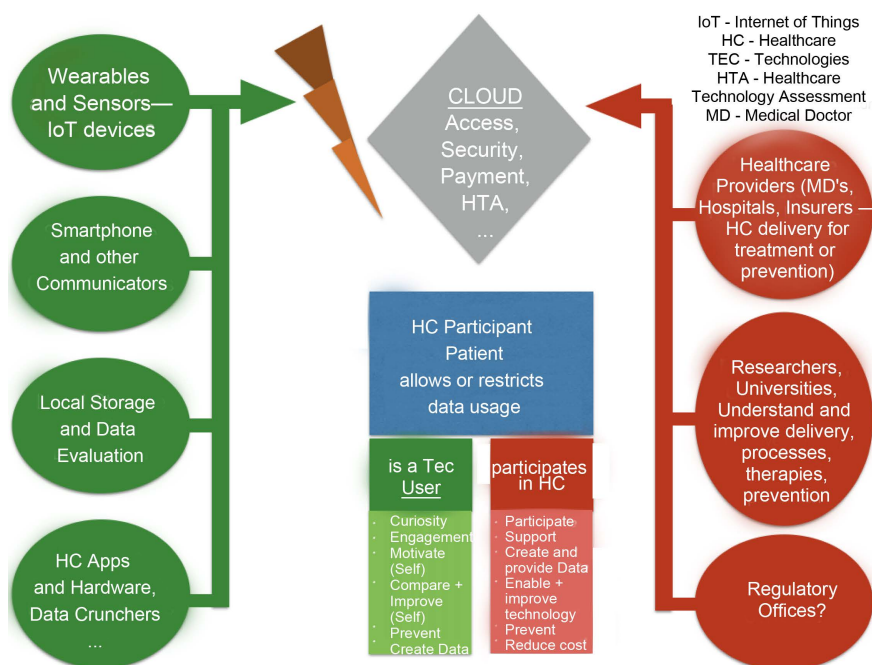 Wearables
and Sensors—
IoT devices
Smartphone
and other
Communicators
Local Storage
and Data
Evaluation
HC Apps
and Hardware,
Data Crunchers
...
CLOUD
Access,
Security,
Payment,
HTA,
...
HC Participant
Patient
allows or restricts
data usage
is a Tec
User
· Curiosity
· Engagement
· Motivate
(Self)
· Compare +
Improve
(Self)
· Prevent
· Create Data
participates
in HC
· Participate
· Support
· Create and
provide Data
· Enable +
improve
technology
· Prevent
· Reduce cost
IoT - Internet of Things
HC - Healthcare
TEC - Technologies
HTA - Healthcare
Technology Assessment
MD - Medical Doctor
Healthcare
Providers (MD's,
Hospitals, Insurers —
HC delivery for
treatment or
prevention)
Researchers,
Universities,
Understand and
improve delivery,
processes,
therapies,
prevention
Regulatory
Offices?